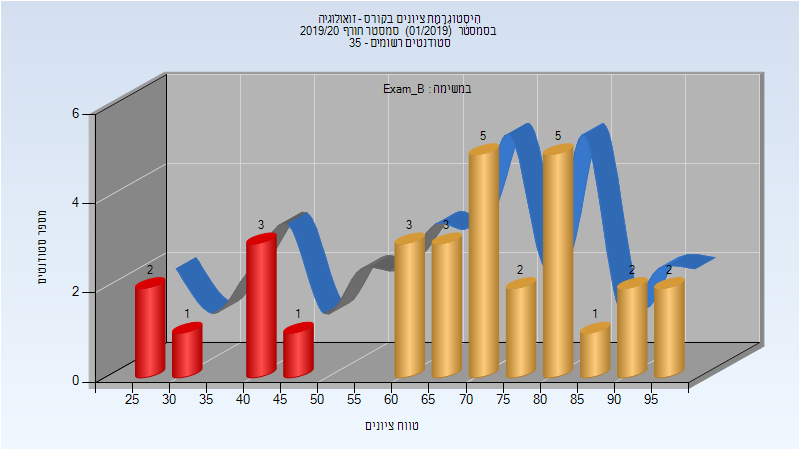 היסטוגרמת ציונים בקורס - זואולוגיה
בסמסטר (01/2019) סמסטר חורף 2019/20
סטודנטים רשומים - 35
במשימה : Exam_B
מספר סטודנטים
6
4
2
0
2
1
3
1
3
3
5
2
5
1
2
2
25 30 35 40 45 50 55 60 65 70 75 80 85 90 95
טווח ציונים